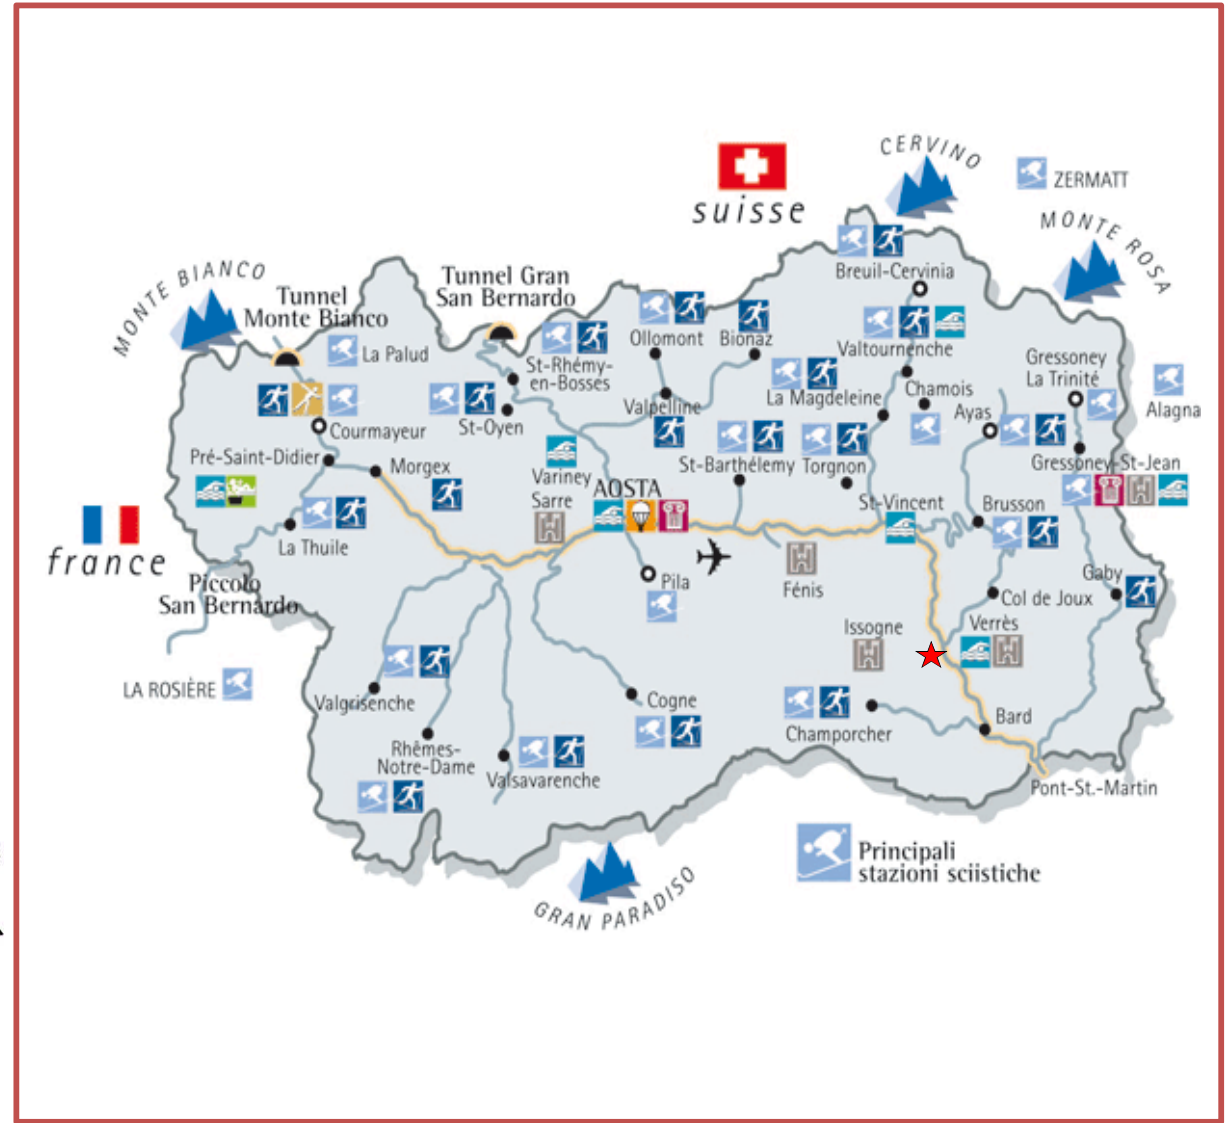 CERVINO
ZERMATT
suisse
MONTE ROSA
MONTE BIANCO
Tunnel Gran
San Bernardo
Breuil-Cervinia
Tunnel
Monte Bianco
La Palud
Ollomont
Bionaz
Valtournenche
St-Rhémy-
en-Bosses
Gressoney
La Trinité
Alagna
La Magdeleine
Chamois
Ayas
Valpelline
St-Oyen
Courmayeur
Pré-Saint-Didier
Morgex
Variney
St-Barthélemy
Torgnon
Gressoney-St-Jean
Sarre
AOSTA
St-Vincent
Brusson
france
La Thuile
Piccolo
San Bernardo
Pila
Fénis
Gaby
Col de Joux
Issogne
Verrès
LA ROSIÈRE
Valgrisenche
Cogne
Champorcher
Bard
Rhêmes-
Notre-Dame
Valsavarenche
Pont-St.-Martin
Principali
stazioni sciistiche
GRAN PARADISO